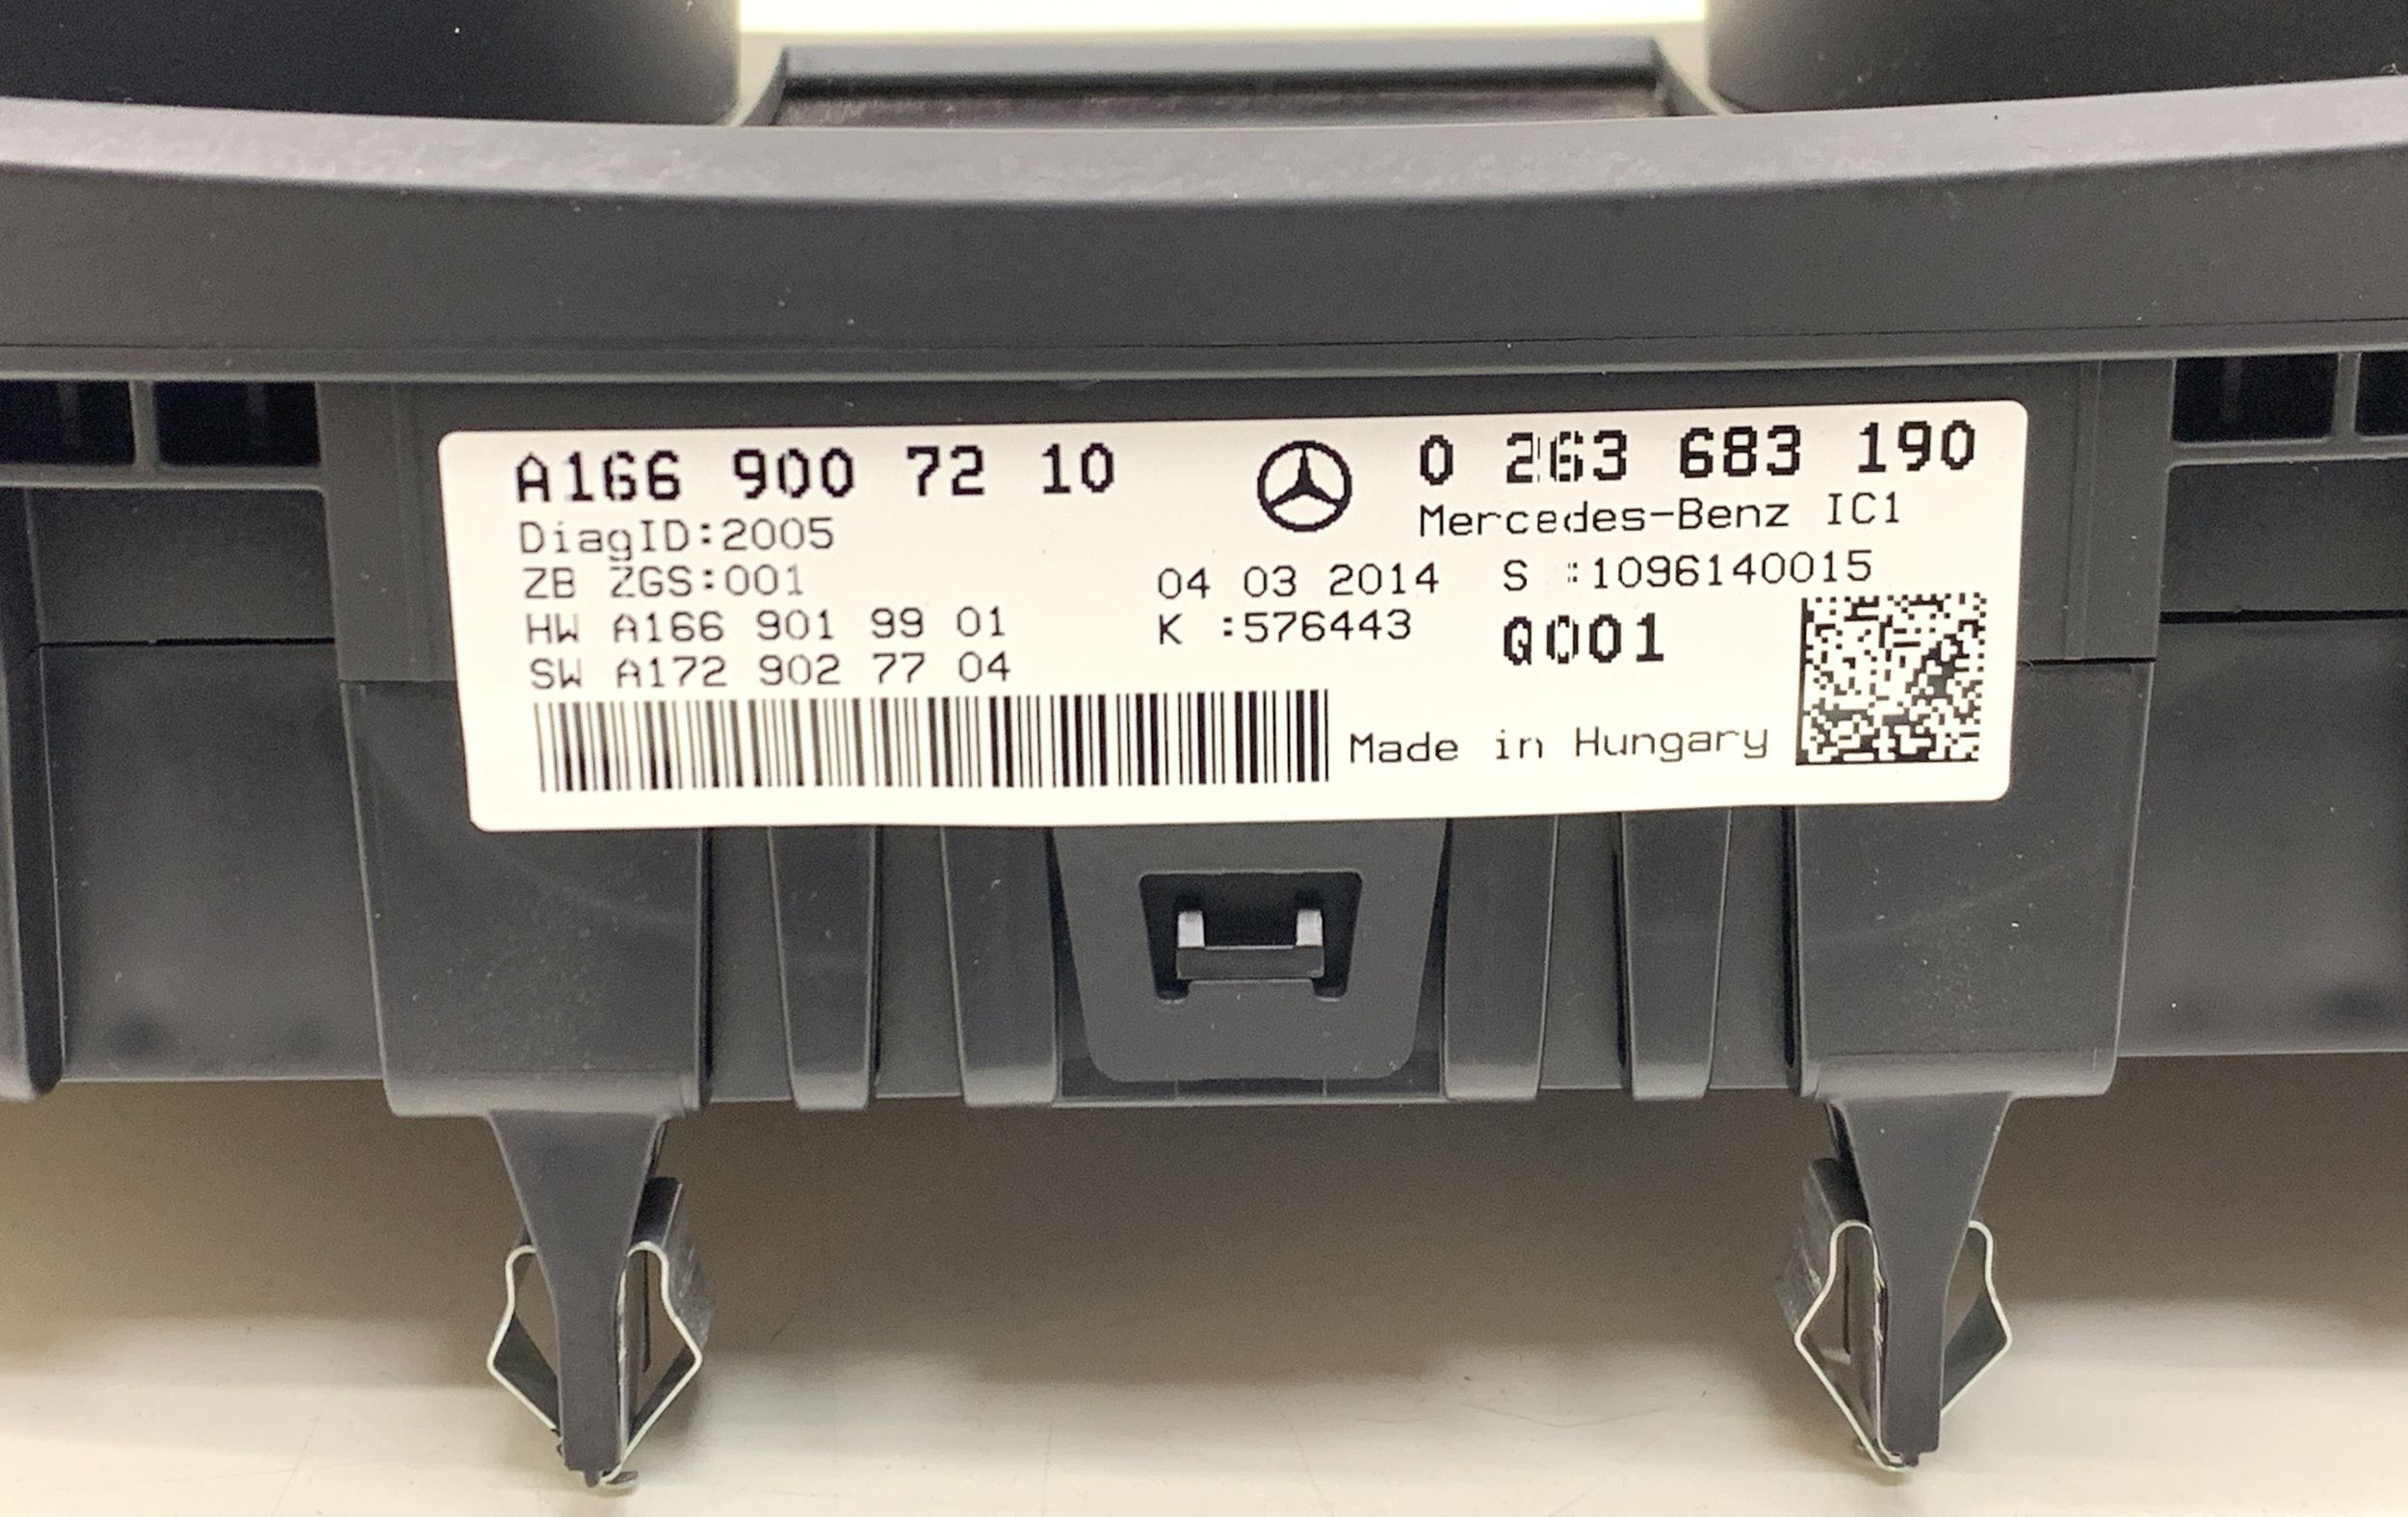 A166 900 72 10
0 263 683 190
DiagID:2005
Mercedes-Benz IC1
ZB ZGS:001
04 03 2014 S :1096140015
HW A166 901 99 01
K :576443
Q001
SW A172 902 77 04
Made in Hungary